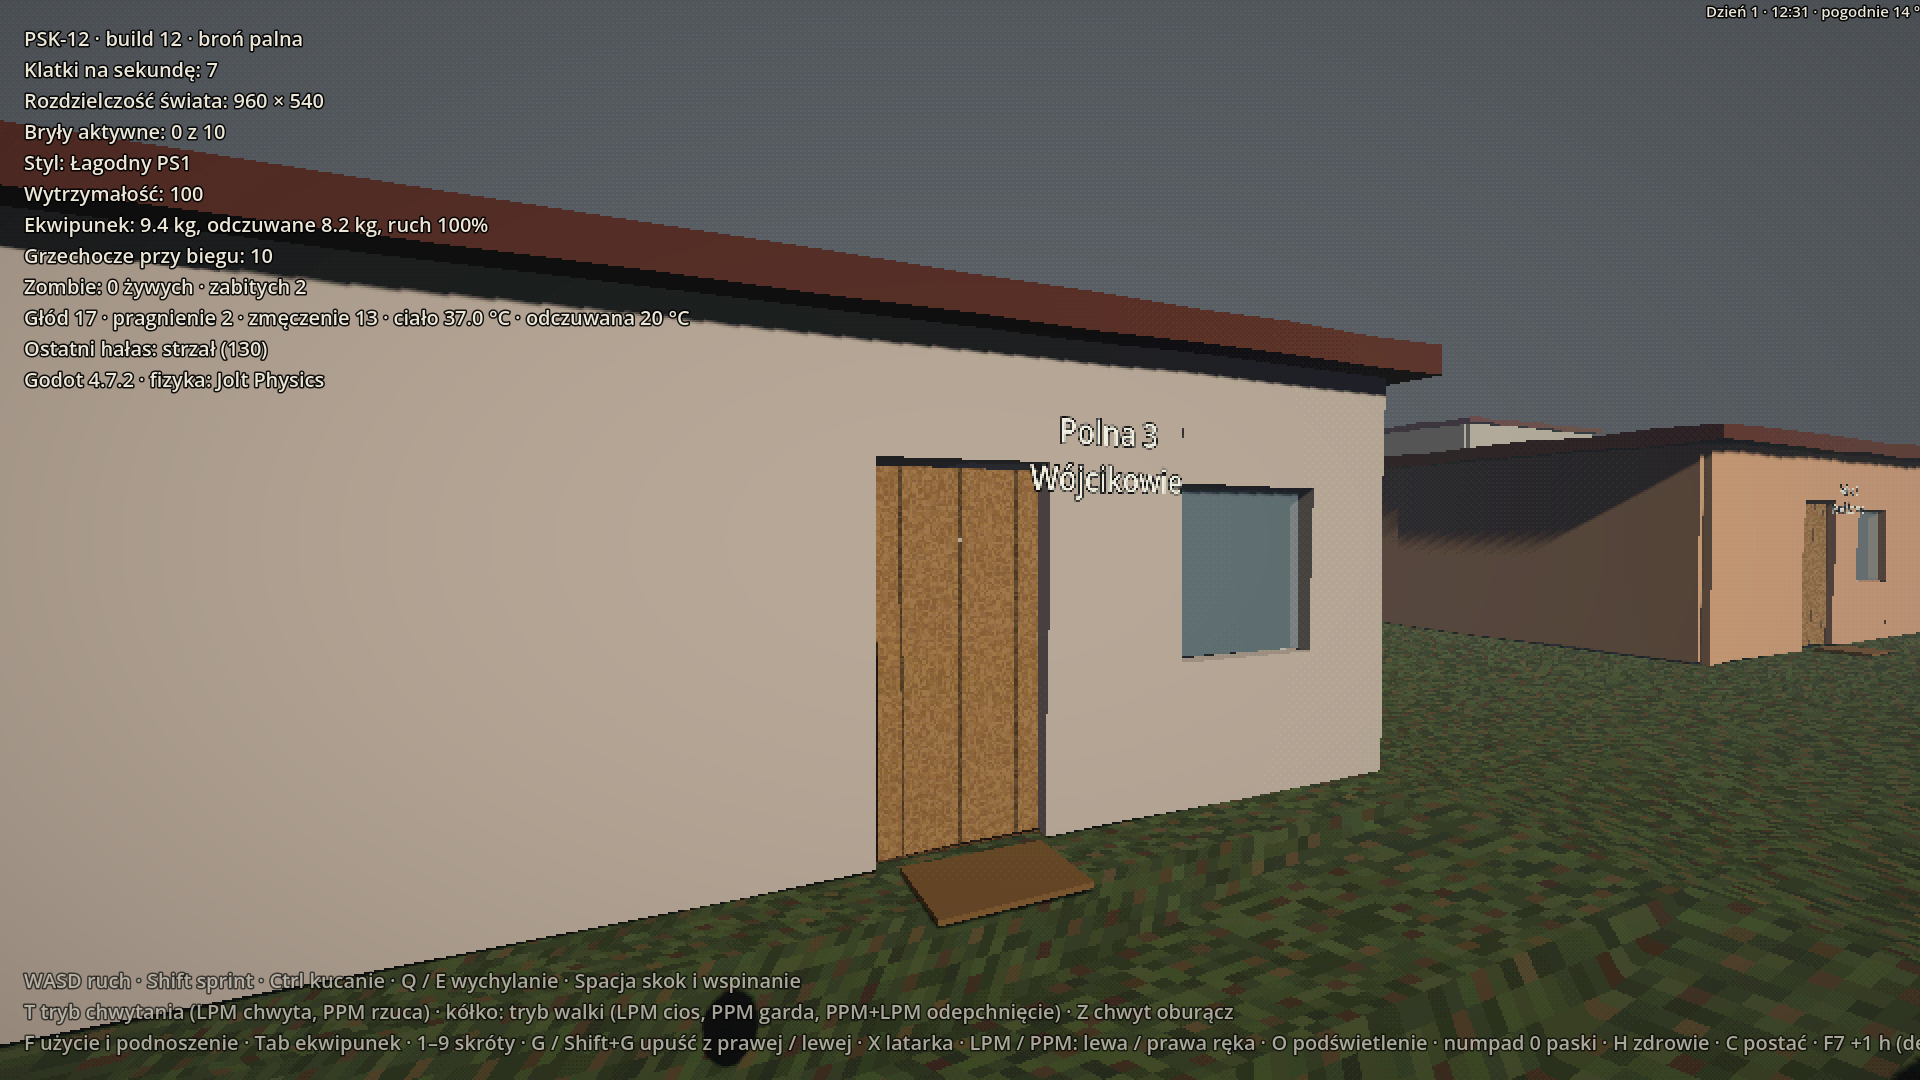 Dzień 1 · 12:31 · pogodnie 14 °
PSK-12 · build 12 · broń palna
Klatki na sekundę: 7
Rozdzielczość świata: 960 × 540
Bryły aktywne: 0 z 10
Styl: Łagodny PS1
Wytrzymałość: 100
Ekwipunek: 9.4 kg, odczuwane 8.2 kg, ruch 100%
Grzechocze przy biegu: 10
Zombie: 0 żywych · zabitych 2
Głód 17 · pragnienie 2 · zmęczenie 13 · ciało 37.0 °C · odczuwana 20 °C
Ostatni hałas: strzał (130)
Godot 4.7.2 · fizyka: Jolt Physics
Polna 3
Wójcikowie
WASD ruch · Shift sprint · Ctrl kucanie · Q / E wychylanie · Spacja skok i wspinanie
T tryb chwytania (LPM chwyta, PPM rzuca) · kółko: tryb walki (LPM cios, PPM garda, PPM+LPM odepchnięcie) · Z chwyt oburącz
F użycie i podnoszenie · Tab ekwipunek · 1–9 skróty · G / Shift+G upuść z prawej / lewej · X latarka · LPM / PPM: lewa / prawa ręka · O podświetlenie · numpad 0 paski · H zdrowie · C postać · F7 +1 h (de